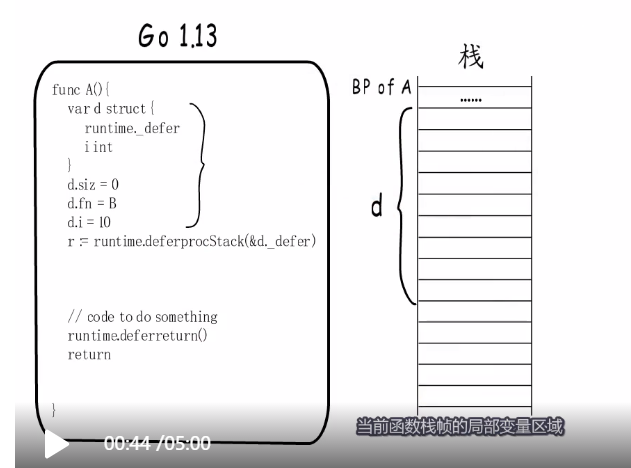 Go 1.13
func A(){
var d struct {
runtime._defer
i int
}
d.siz = 0
d.fn = B
d.i = 10
r := runtime.deferprocStack(&d._defer)
// code to do something
runtime.deferreturn()
return
}
栈
BP of A
......
d
当前函数栈帧的局部变量区域
00:44 /05:00